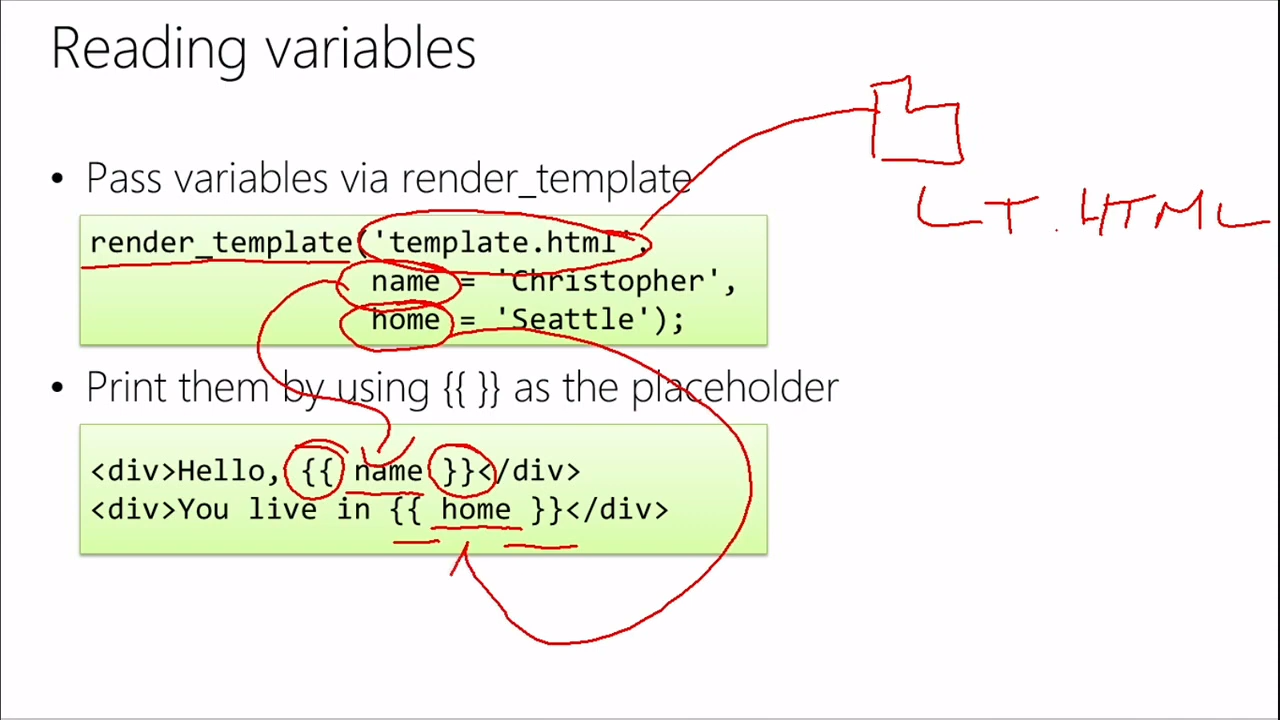 Reading variables
• Pass variables via render_template
render_template('template.html',
name = 'Christopher',
home = 'Seattle');
• Print them by using {{ }} as the placeholder
<div>Hello, {{ name }}</div>
<div>You live in {{ home }}</div>
LT.HTML